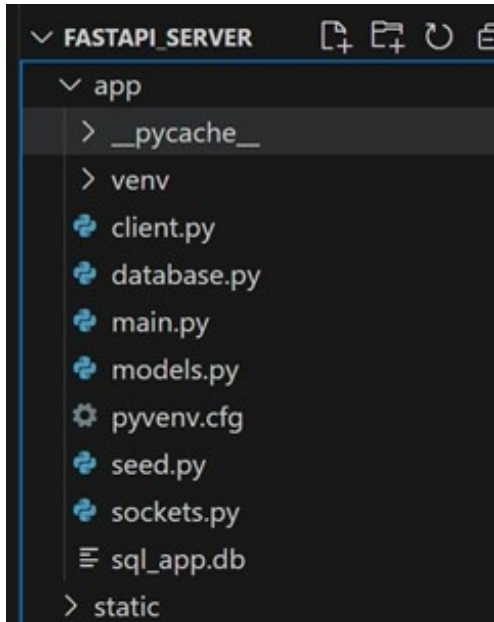 FASTAPI_SERVER
app
__pycache__
venv
client.py
database.py
main.py
models.py
pyvenv.cfg
seed.py
sockets.py
sql_app.db
static